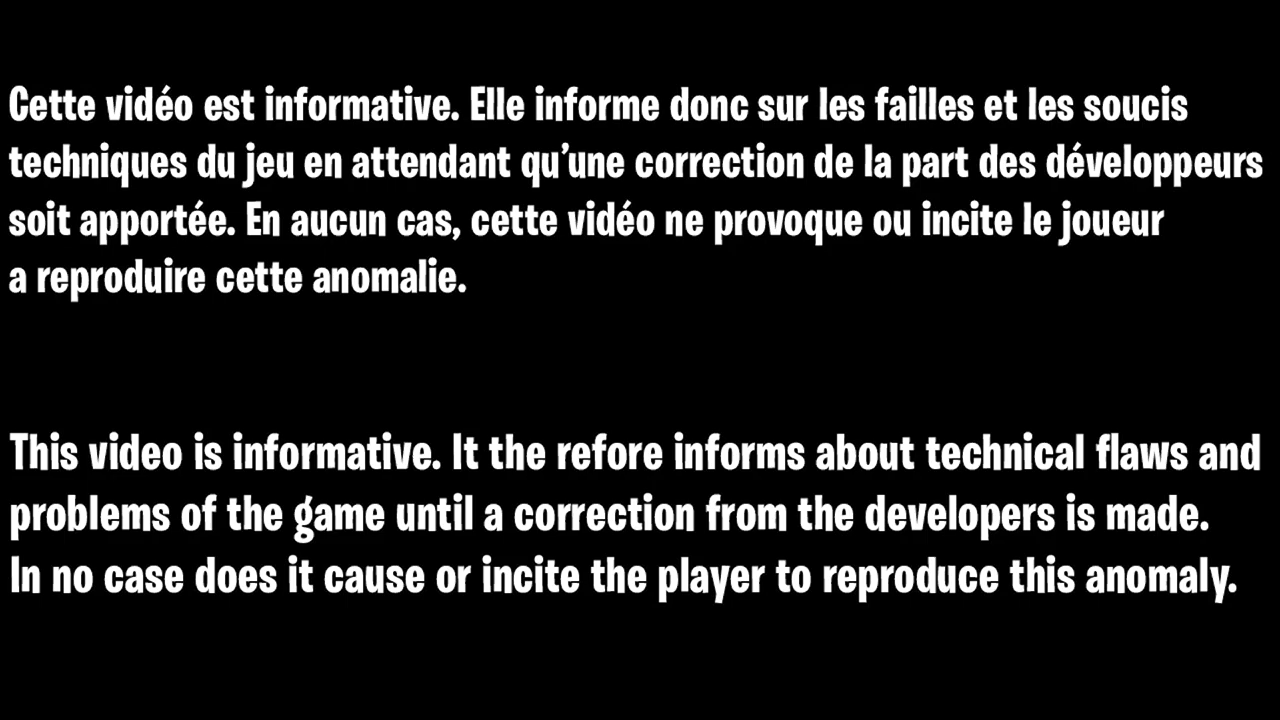 Cette vidéo est informative. Elle informe donc sur les failles et les soucis
techniques du jeu en attendant qu’une correction de la part des développeurs
soit apportée. En aucun cas, cette vidéo ne provoque ou incite le joueur
a reproduire cette anomalie.
This video is informative. It the refore informs about technical flaws and
problems of the game until a correction from the developers is made.
In no case does it cause or incite the player to reproduce this anomaly.